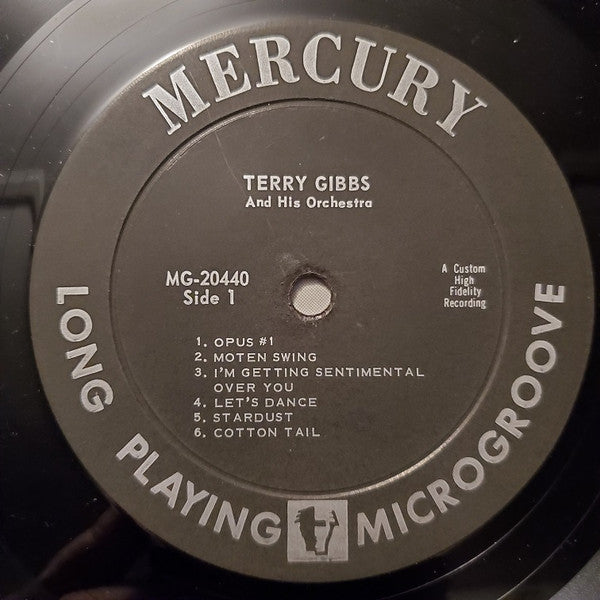 MERCURY
TERRY GIBBS
And His Orchestra
MG-20440
Side 1
A Custom
High
Fidelity
Recording
1. OPUS #1
2. MOTEN SWING
3. I'M GETTING SENTIMENTAL
OVER YOU
4. LET'S DANCE
5. STARDUST
6. COTTON TAIL
LONG PLAYING MICROGROOVE